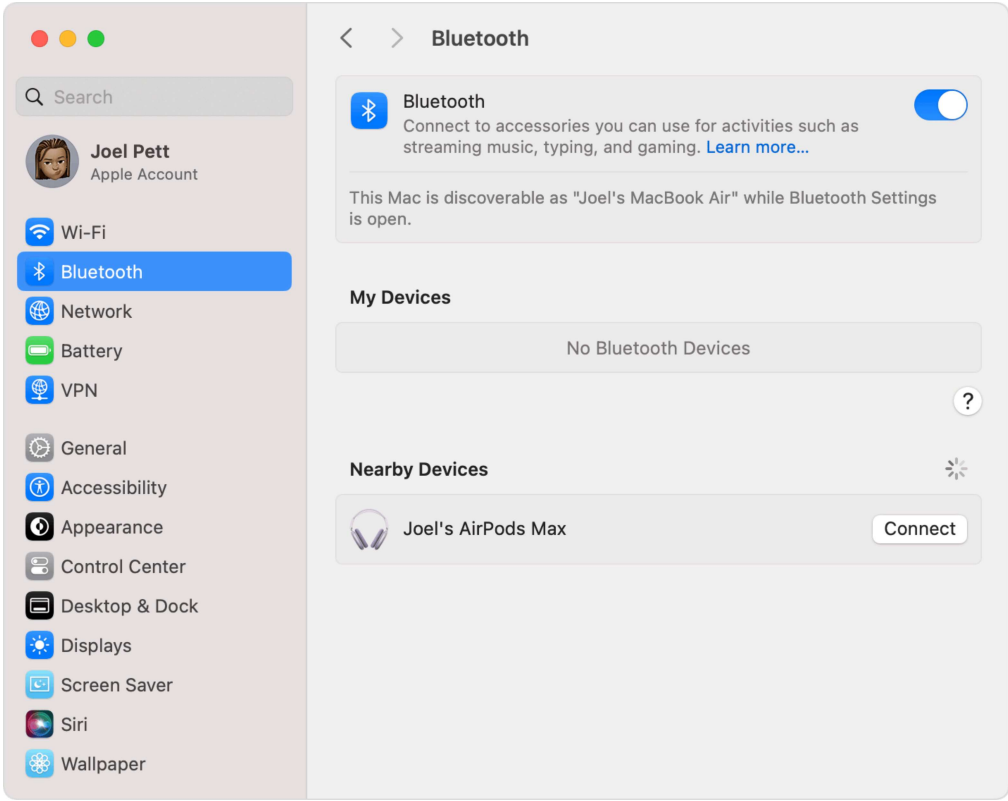 Search
Joel Pett
Apple Account
Wi-Fi
Bluetooth
Network
Battery
VPN
General
Accessibility
Appearance
Control Center
Desktop & Dock
Displays
Screen Saver
Siri
Wallpaper
Bluetooth
Bluetooth
Connect to accessories you can use for activities such as
streaming music, typing, and gaming. Learn more...
This Mac is discoverable as "Joel's MacBook Air" while Bluetooth Settings
is open.
My Devices
No Bluetooth Devices
?
Nearby Devices
Joel's AirPods Max
Connect